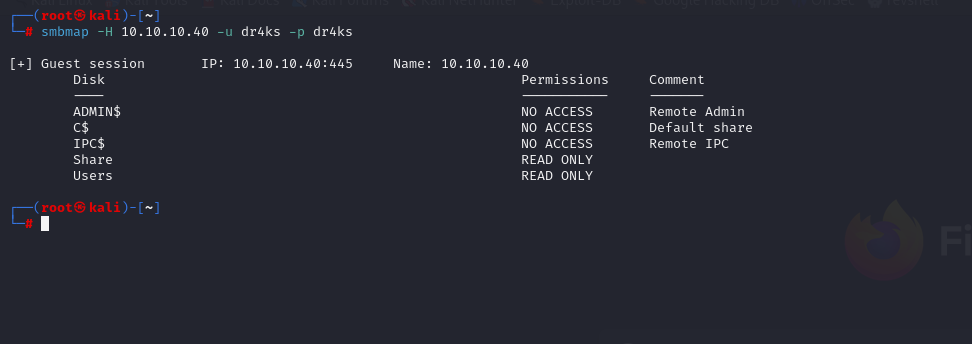 ┌──(root㉿kali)-[~]
└─# smbmap -H 10.10.10.40 -u dr4ks -p dr4ks
[+] Guest session IP: 10.10.10.40:445 Name: 10.10.10.40
Disk Permissions Comment
---- ----------- -------
ADMIN$ NO ACCESS Remote Admin
C$ NO ACCESS Default share
IPC$ NO ACCESS Remote IPC
Share READ ONLY
Users READ ONLY
┌──(root㉿kali)-[~]
└─#
Fi